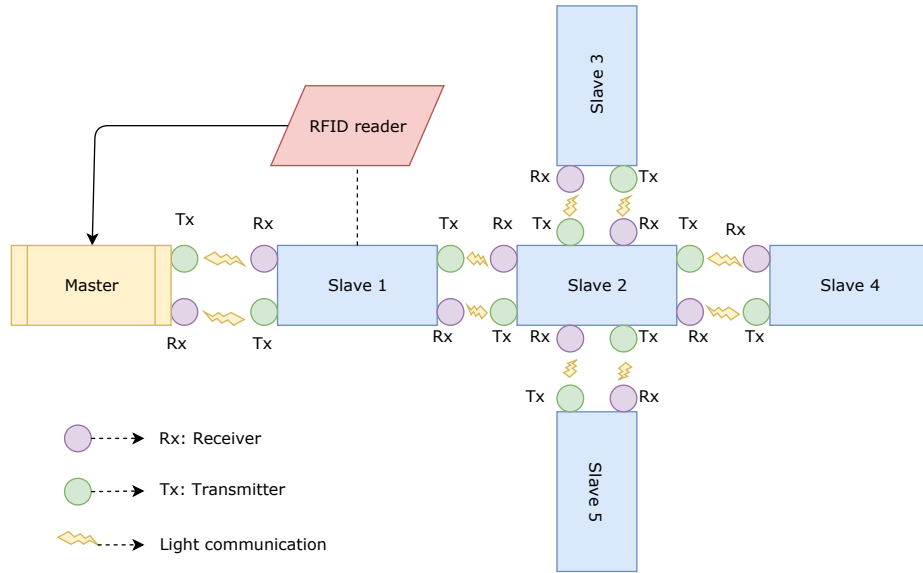 Slave 3
RFID reader
Rx
Tx
Tx
Rx
Tx
Rx
Tx
Rx
Tx
Rx
Master
Slave 1
Slave 2
Slave 4
Rx
Tx
Rx
Tx
Rx
Tx
Rx
Tx
Tx
Rx
Rx: Receiver
Slave 5
Tx: Transmitter
Light communication